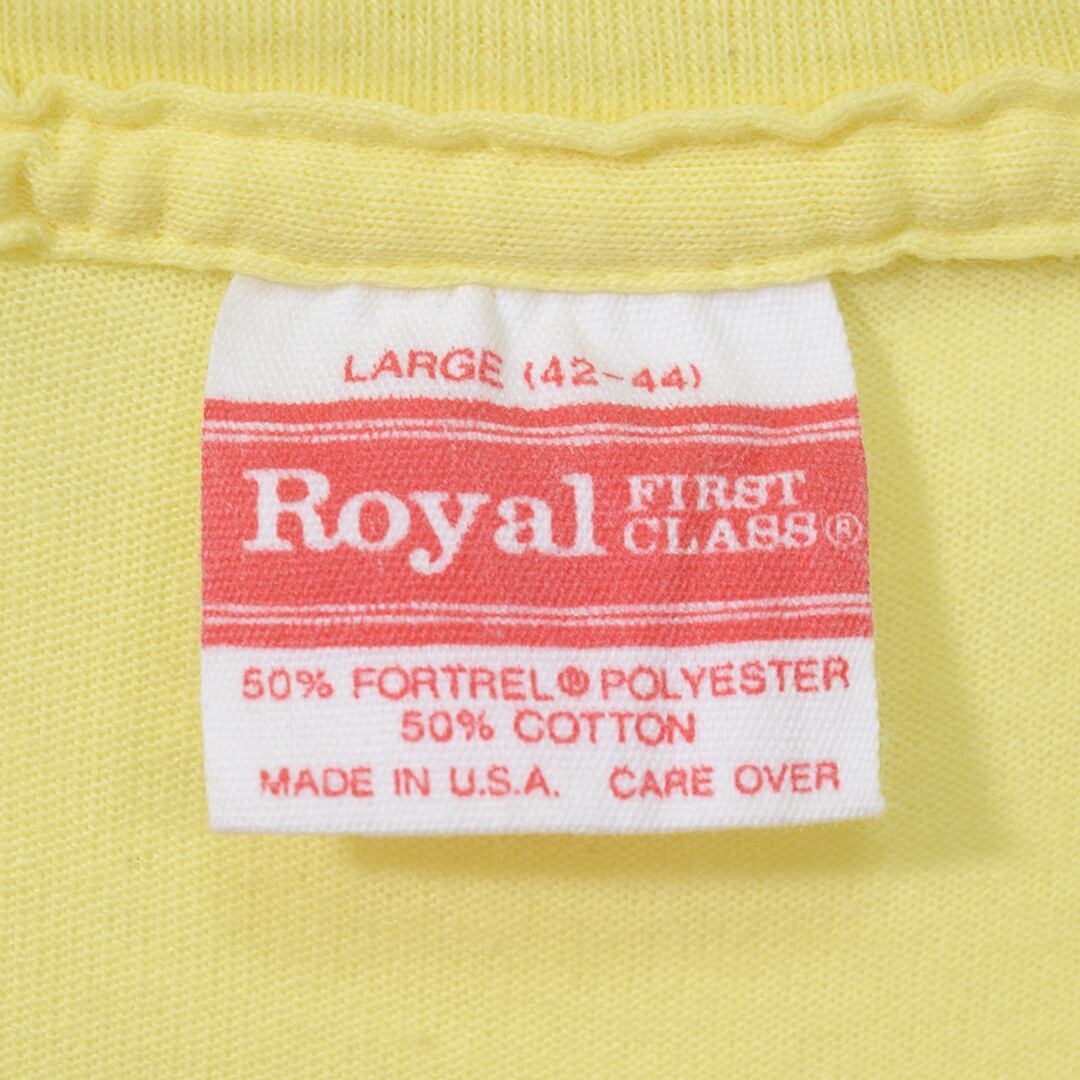 LARGE (42-44)
Royal FIRST CLASS®
50% FORTREL® POLYESTER
50% COTTON
MADE IN U.S.A. CARE OVER